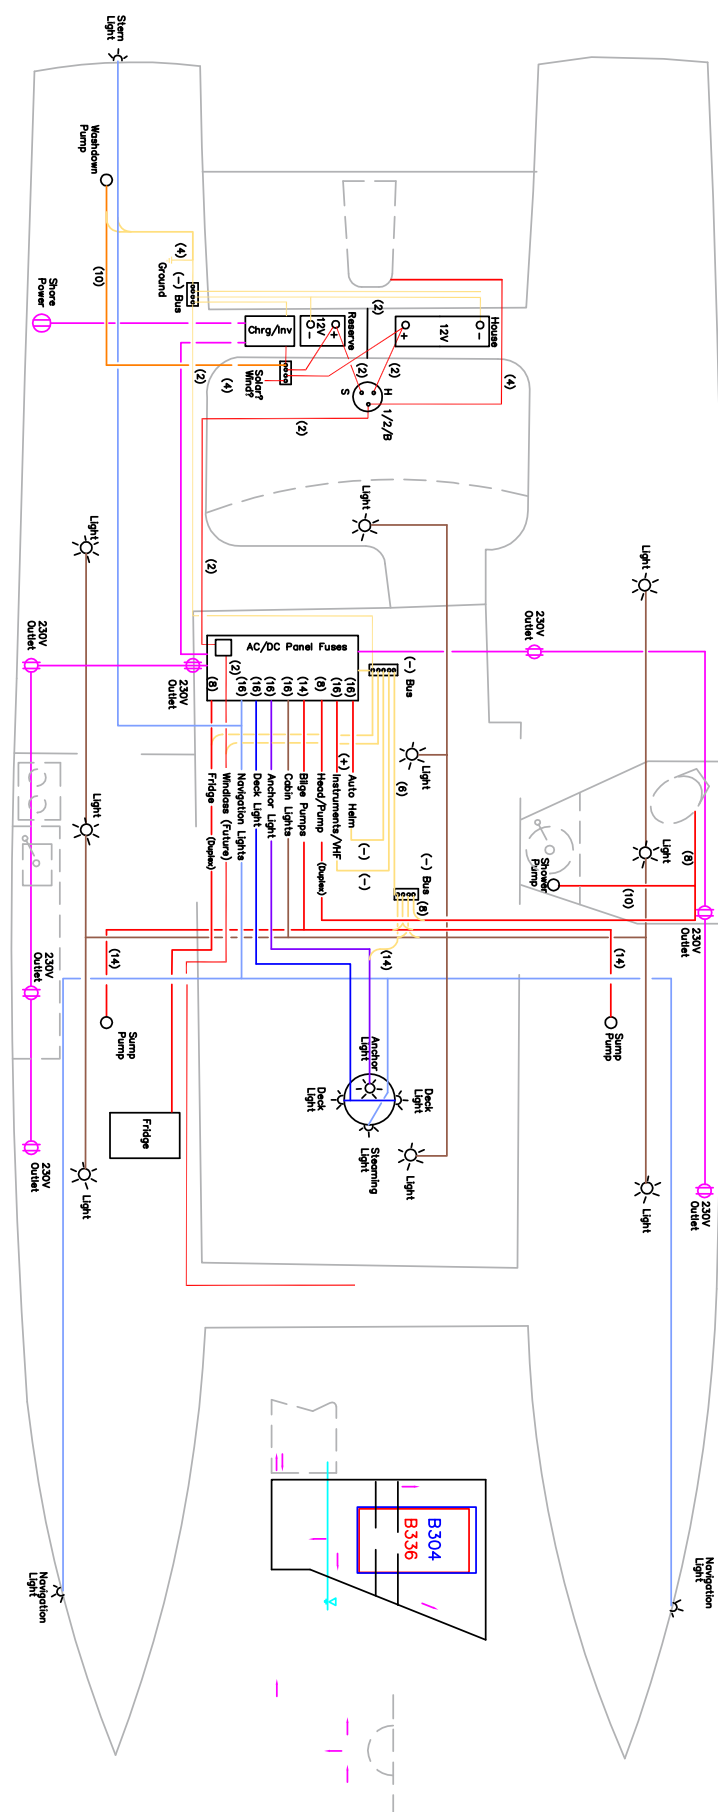 Stern
Light
Washdown
Pump
(4)
Ground
(-) Bus
(10)
Shore
Power
Chrg/Inv
12V
+
-
Reserve
(2)
12V
+
-
House
(2)
(4)
Solar?
Wind?
(2)
(2)
S
H
1/2/B
(4)
(2)
(2)
Light
Light
Light
230V
Outlet
230V
Outlet
AC/DC Panel Fuses
(2)
(8)
(16)
(16)
(16)
(16)
(14)
(8)
(16)
(16)
230V
Outlet
(-) Bus
(+)
Light
(6)
Fridge
(Duplex)
Windlass (Future)
Navigation Lights
Deck Light
Anchor Light
Cabin Lights
Bilge Pumps
Head/Pump
(Duplex)
Instruments/VHF
Auto Helm
(-)
(-)
Light
(-) Bus
(8)
Shower
Pump
Light
(8)
(10)
230V
Outlet
230V
Outlet
(14)
(14)
(14)
Sump
Pump
Sump
Pump
Anchor
Light
Deck
Light
Deck
Light
Steaming
Light
Fridge
230V
Outlet
Light
Light
Light
230V
Outlet
B304
B336
Navigation
Light
Navigation
Light